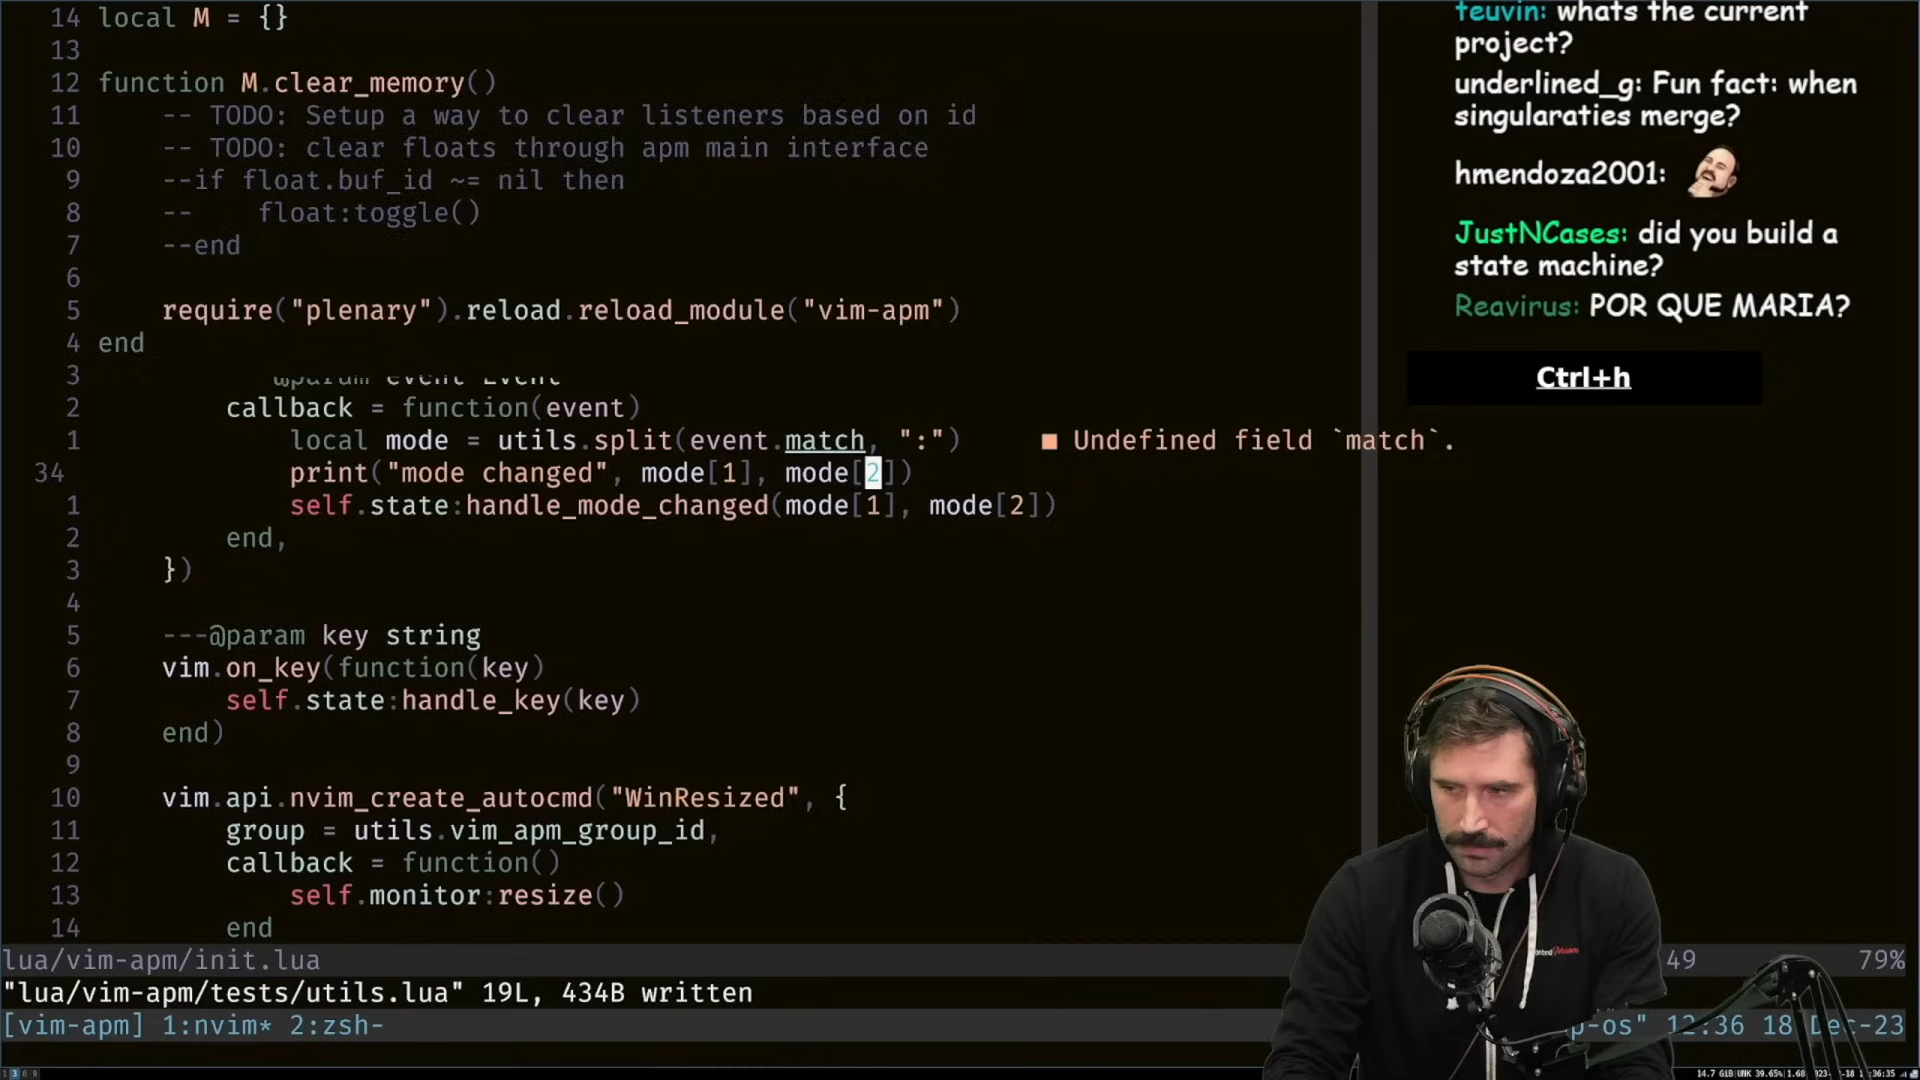 14 local M = {}
13
12 function M.clear_memory()
11 -- TODO: Setup a way to clear listeners based on id
10 -- TODO: clear floats through apm main interface
9 --if float.buf_id ~= nil then
8 --     float:toggle()
7 --end
6
5 require("plenary").reload.reload_module("vim-apm")
4 end
3 @param event Event
2 callback = function(event)
1 local mode = utils.split(event.match, ":") ■ Undefined field `match`.
34 print("mode changed", mode[1], mode[2])
1 self.state:handle_mode_changed(mode[1], mode[2])
2 end,
3 })
4
5 ---@param key string
6 vim.on_key(function(key)
7 self.state:handle_key(key)
8 end)
9
10 vim.api.nvim_create_autocmd("WinResized", {
11 group = utils.vim_apm_group_id,
12 callback = function()
13 self.monitor:resize()
14 end
lua/vim-apm/init.lua 49 79%
"lua/vim-apm/tests/utils.lua" 19L, 434B written
[vim-apm] 1:nvim* 2:zsh- p-os" 12:36 18 Dec-23
teuvin: whats the current
project?
underlined_g: Fun fact: when
singularaties merge?
hmendoza2001:
JustNCases: did you build a
state machine?
Reavirus: POR QUE MARIA?
Ctrl+h